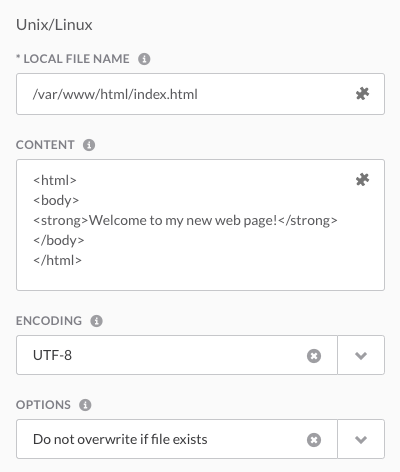 Unix/Linux
* LOCAL FILE NAME
/var/www/html/index.html
CONTENT
<html>
<body>
<strong>Welcome to my new web page!</strong>
</body>
</html>
ENCODING
UTF-8
OPTIONS
Do not overwrite if file exists